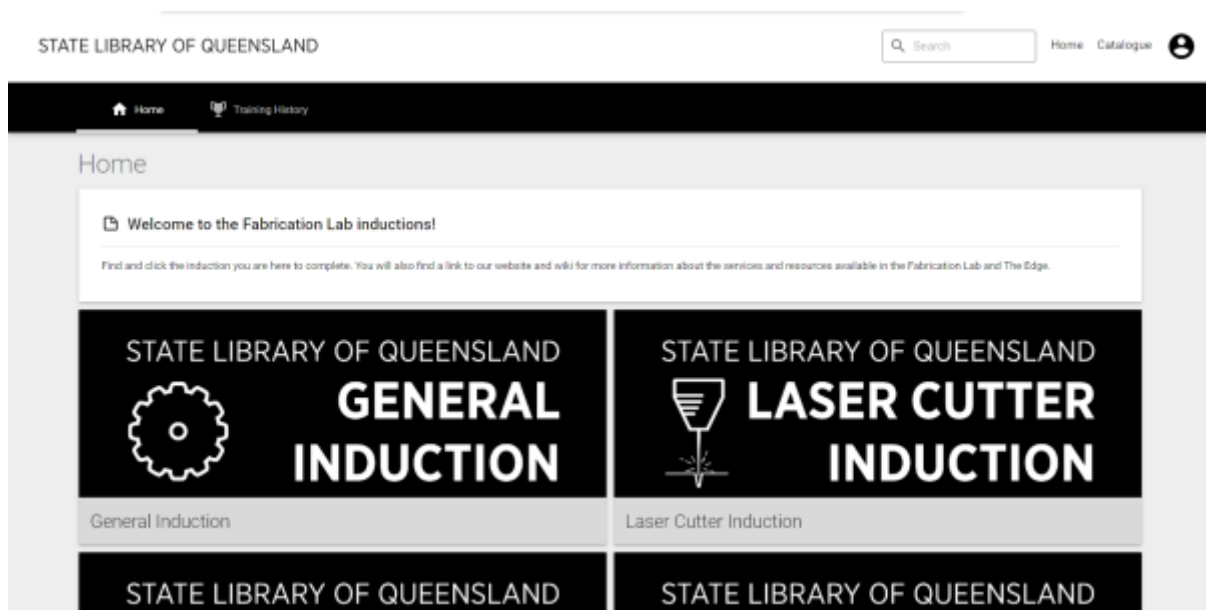 STATE LIBRARY OF QUEENSLAND
Search
Home Catalogue
Home Training History
Home
Welcome to the Fabrication Lab inductions!
Find and click the induction you are here to complete. You will also find a link to our website and wiki for more information about the services and resources available in the Fabrication Lab and The Edge.
STATE LIBRARY OF QUEENSLAND
GENERAL
INDUCTION
General Induction
STATE LIBRARY OF QUEENSLAND
LASER CUTTER
INDUCTION
Laser Cutter Induction
STATE LIBRARY OF QUEENSLAND
STATE LIBRARY OF QUEENSLAND